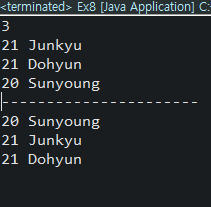 <terminated> Ex8 [Java Application] C:
3
21 Junkyu
21 Dohyun
20 Sunyoung
-----------------------
20 Sunyoung
21 Junkyu
21 Dohyun